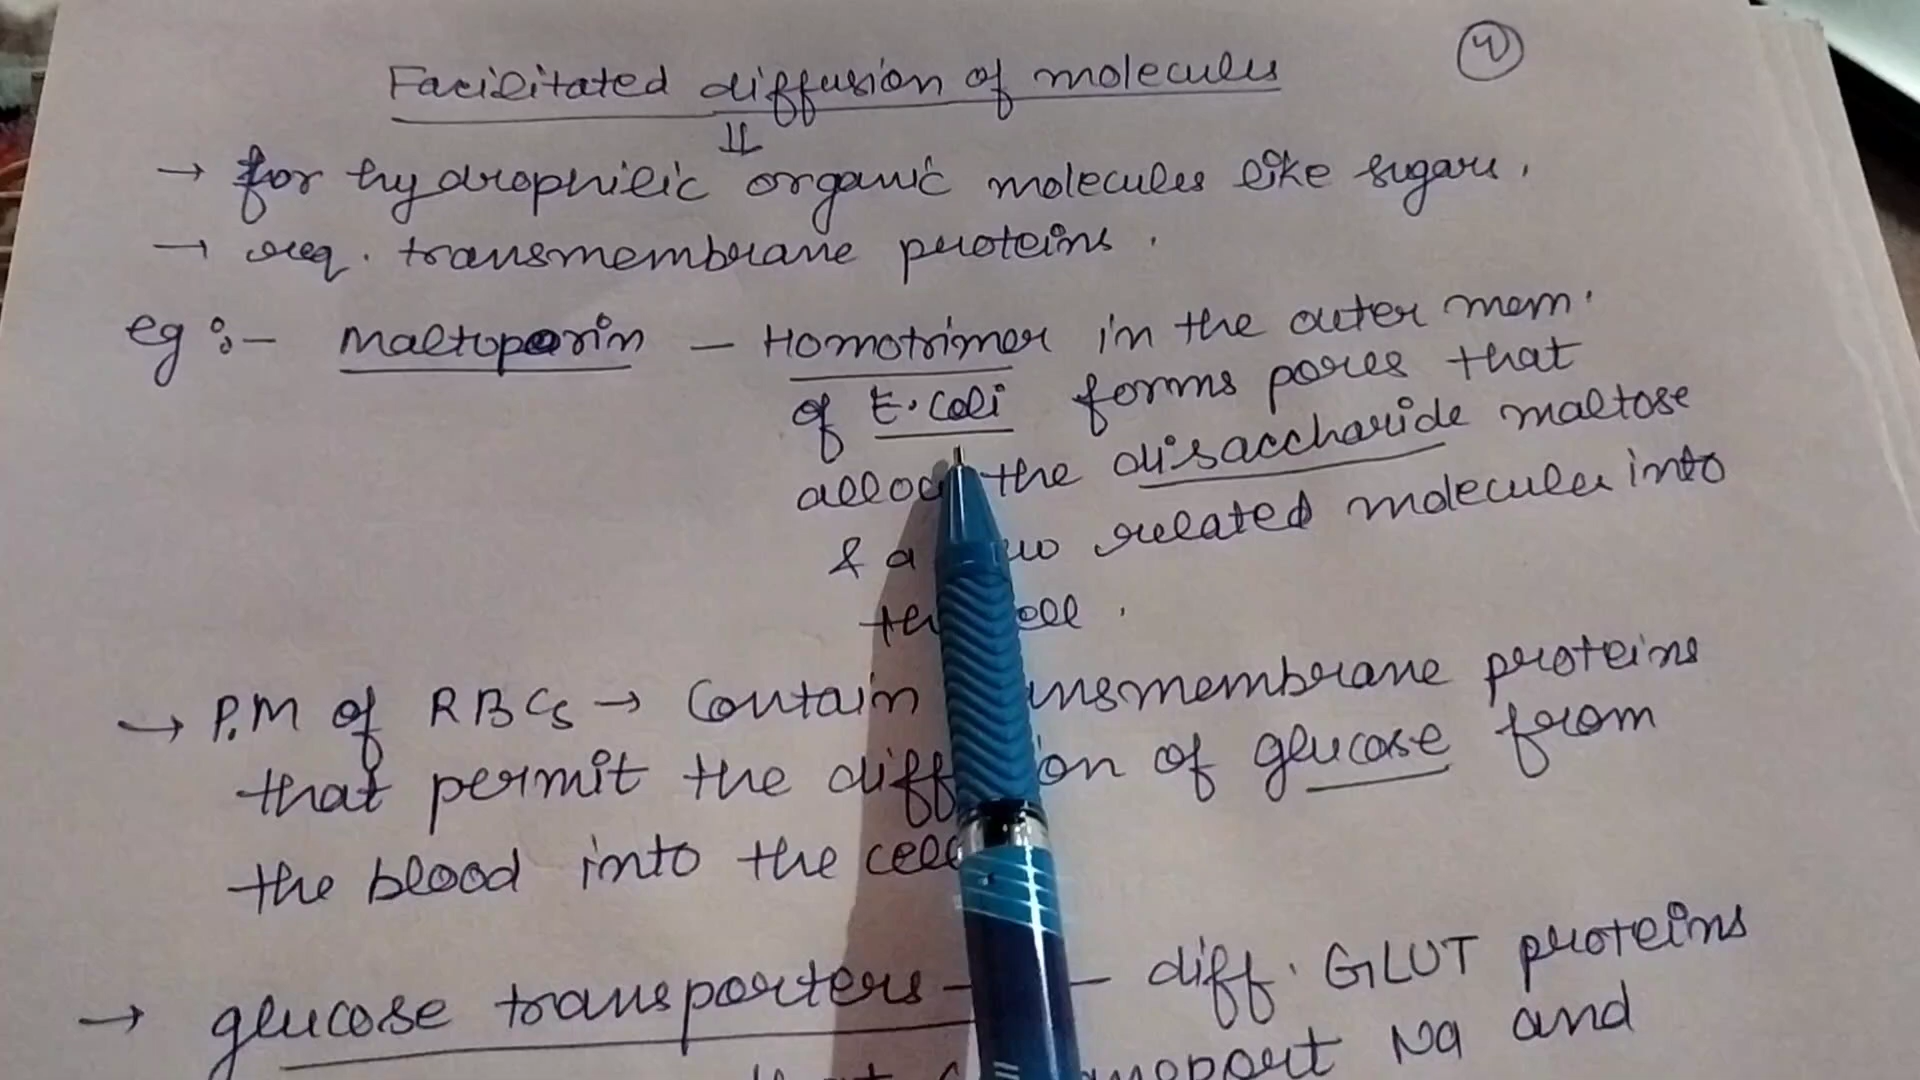 Facilitated diffusion of molecules
→ for hydrophilic organic molecules like sugars.
→ req. transmembrane proteins.
eg:- Maltoporin – Homotrimer in the outer mem.
of E. coli forms pores that
the disaccharide maltose
& related molecules into
→ P.M of RBCs → Contain proteins
that permit the of glucose from
the blood into the
→ glucose transporters – diff. GLUT proteins
Na and